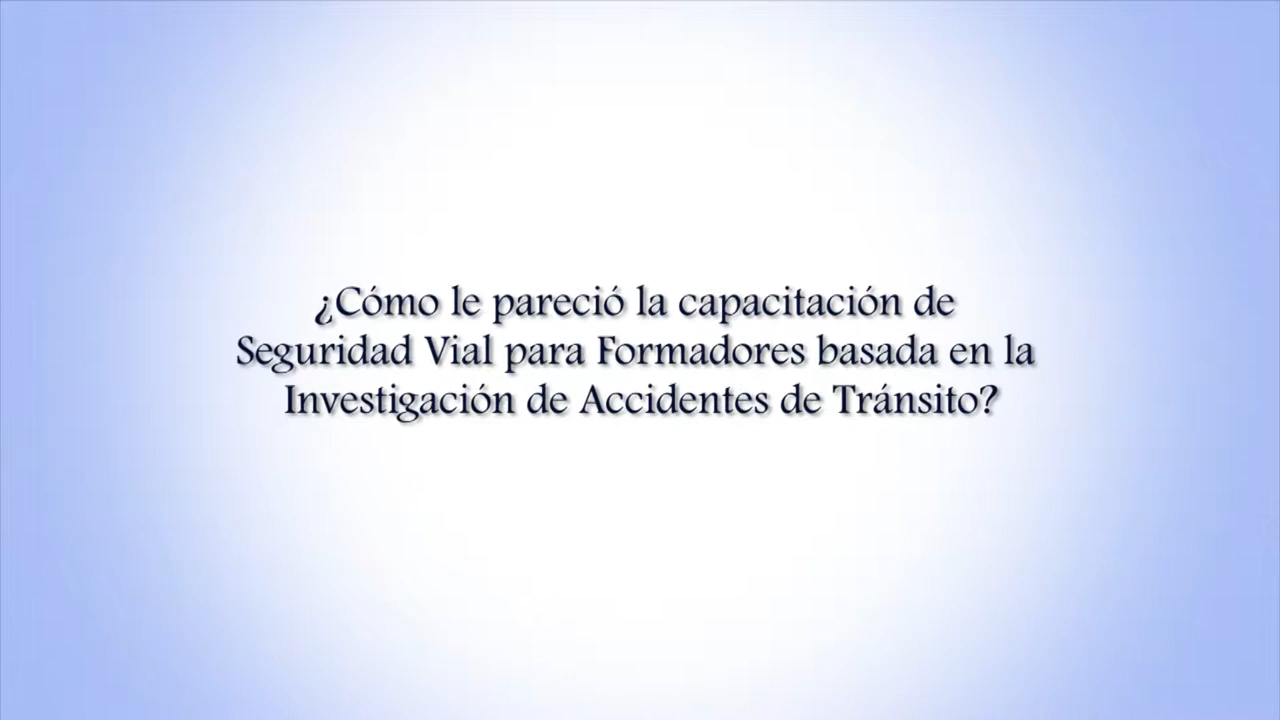 ¿Cómo le pareció la capacitación de
Seguridad Vial para Formadores basada en la
Investigación de Accidentes de Tránsito?